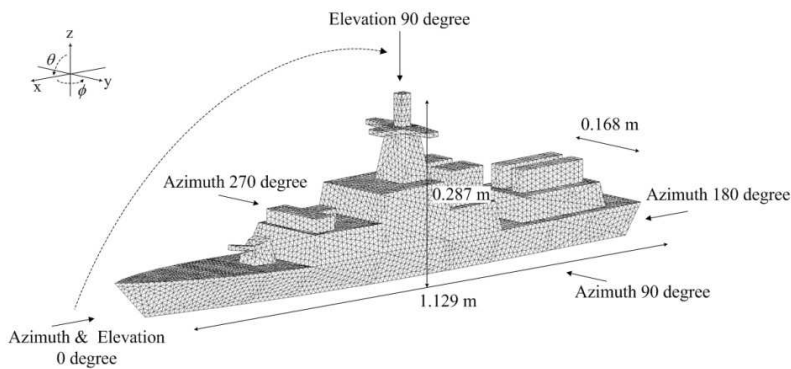 Elevation 90 degree
z
θ
x
y
ϕ
0.168 m
Azimuth 270 degree
0.287 m
Azimuth 180 degree
1.129 m
Azimuth 90 degree
Azimuth & Elevation
0 degree